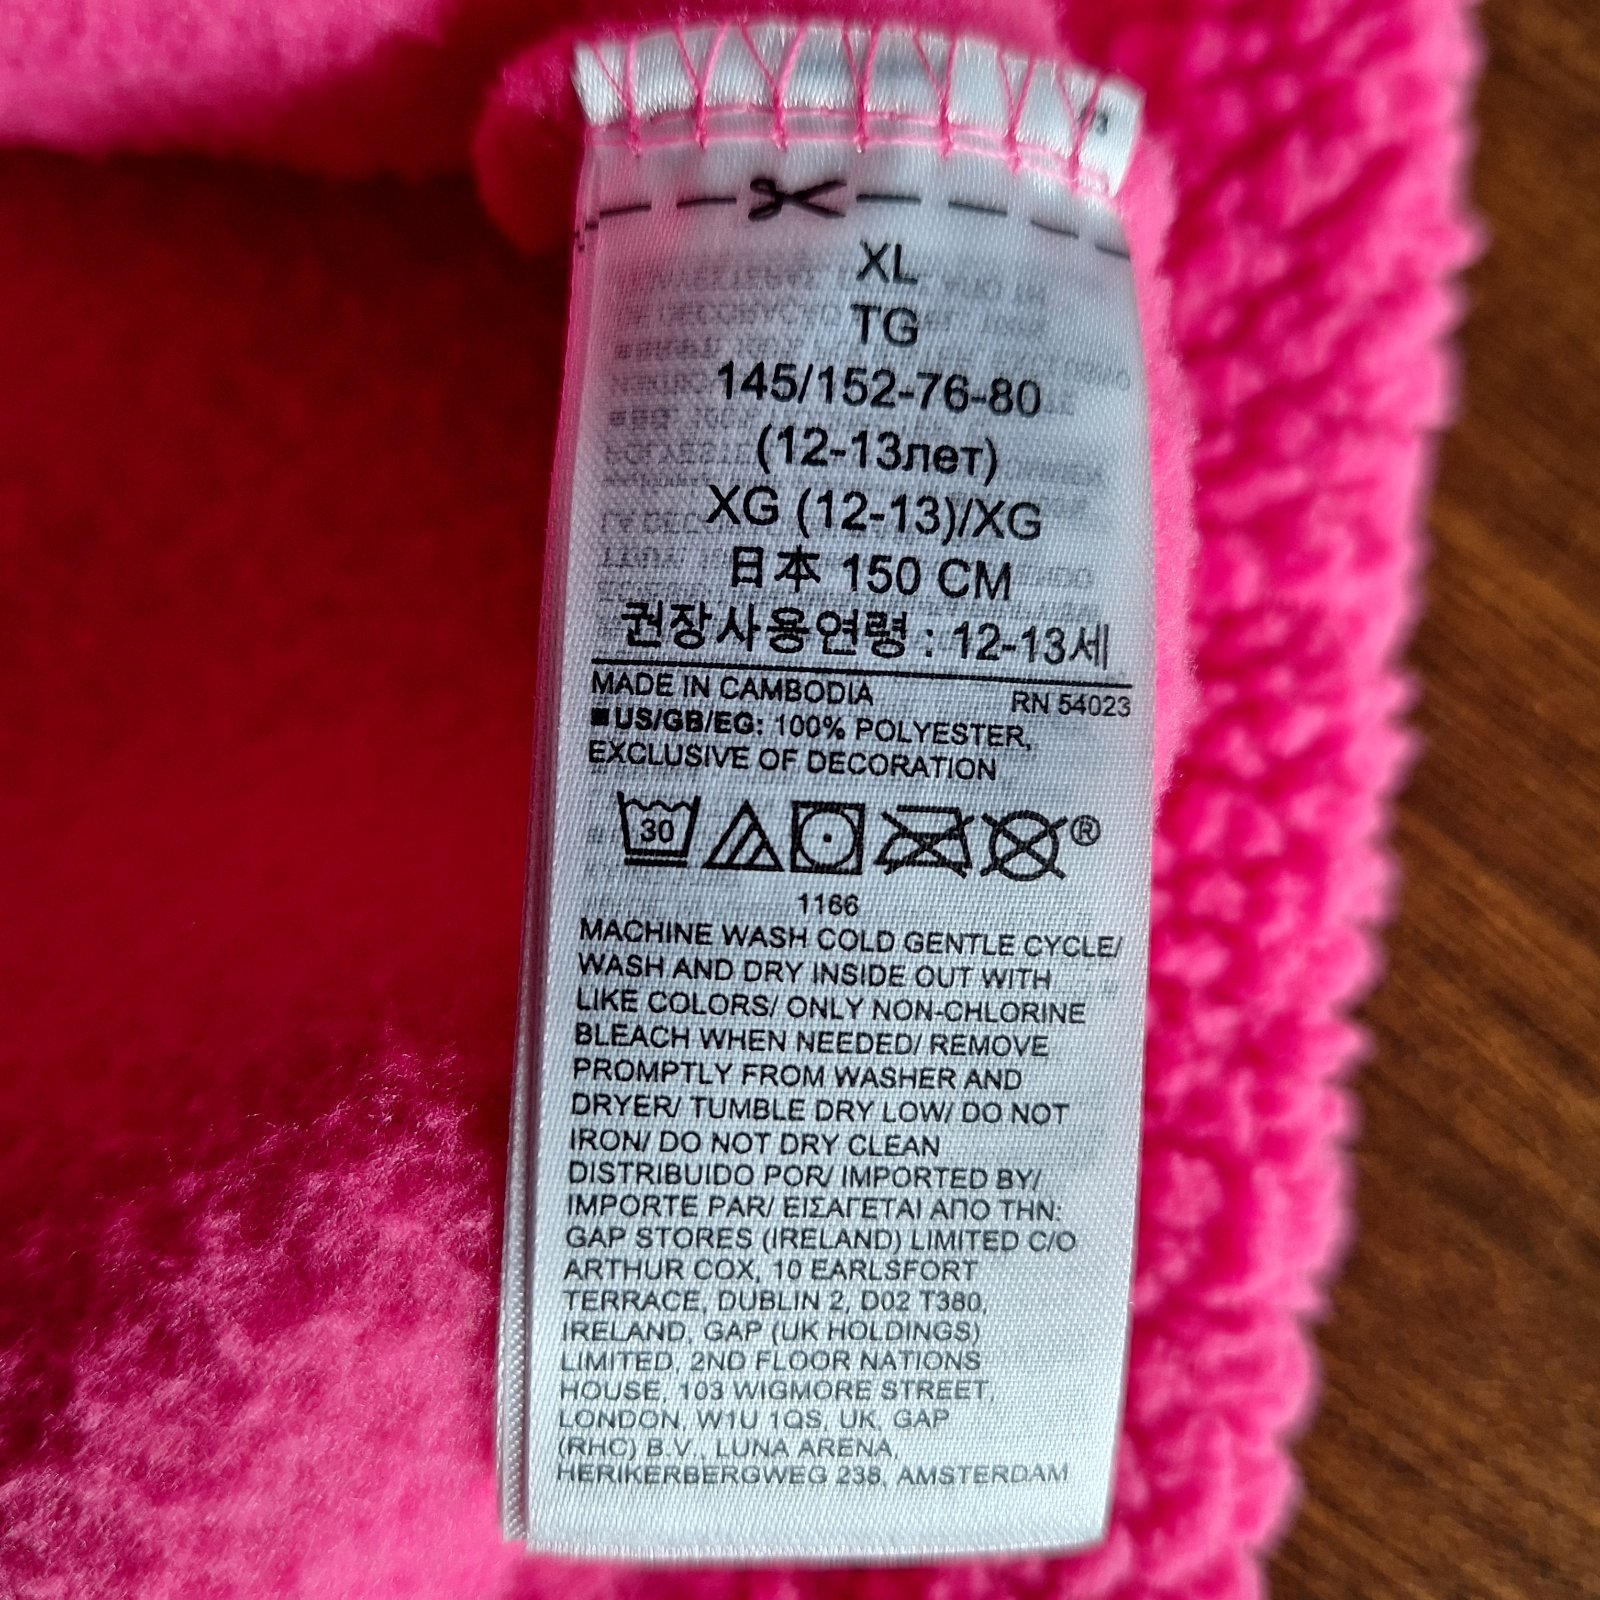 XL
TG
145/152-76-80
(12-13лет)
XG (12-13)/XG
日本 150 CM
권장사용연령 : 12-13세
MADE IN CAMBODIA RN 54023
■US/GB/EG: 100% POLYESTER,
EXCLUSIVE OF DECORATION
30 ®
1166
MACHINE WASH COLD GENTLE CYCLE/
WASH AND DRY INSIDE OUT WITH
LIKE COLORS/ ONLY NON-CHLORINE
BLEACH WHEN NEEDED/ REMOVE
PROMPTLY FROM WASHER AND
DRYER/ TUMBLE DRY LOW/ DO NOT
IRON/ DO NOT DRY CLEAN
DISTRIBUIDO POR/ IMPORTED BY/
IMPORTE PAR/ ΕΙΣΑΓΕΤΑΙ ΑΠΟ ΤΗΝ:
GAP STORES (IRELAND) LIMITED C/O
ARTHUR COX, 10 EARLSFORT
TERRACE, DUBLIN 2, D02 T380,
IRELAND, GAP (UK HOLDINGS)
LIMITED, 2ND FLOOR NATIONS
HOUSE, 103 WIGMORE STREET,
LONDON, W1U 1QS, UK, GAP
(RHC) B.V., LUNA ARENA,
HERIKERBERGWEG 238, AMSTERDAM